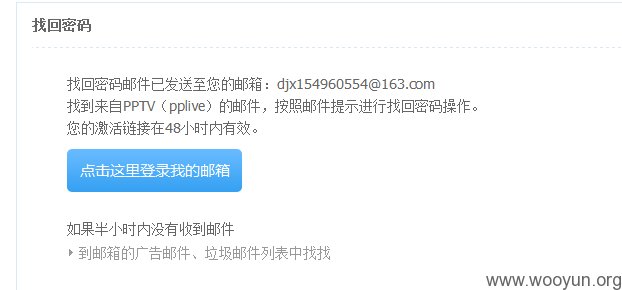 找回密码
找回密码邮件已发送至您的邮箱：djx154960554@163.com
找到来自PPTV（pplive）的邮件，按照邮件提示进行找回密码操作。
您的激活链接在48小时内有效。
点击这里登录我的邮箱
如果半小时内没有收到邮件
到邮箱的广告邮件、垃圾邮件列表中找找
www.wooyun.org